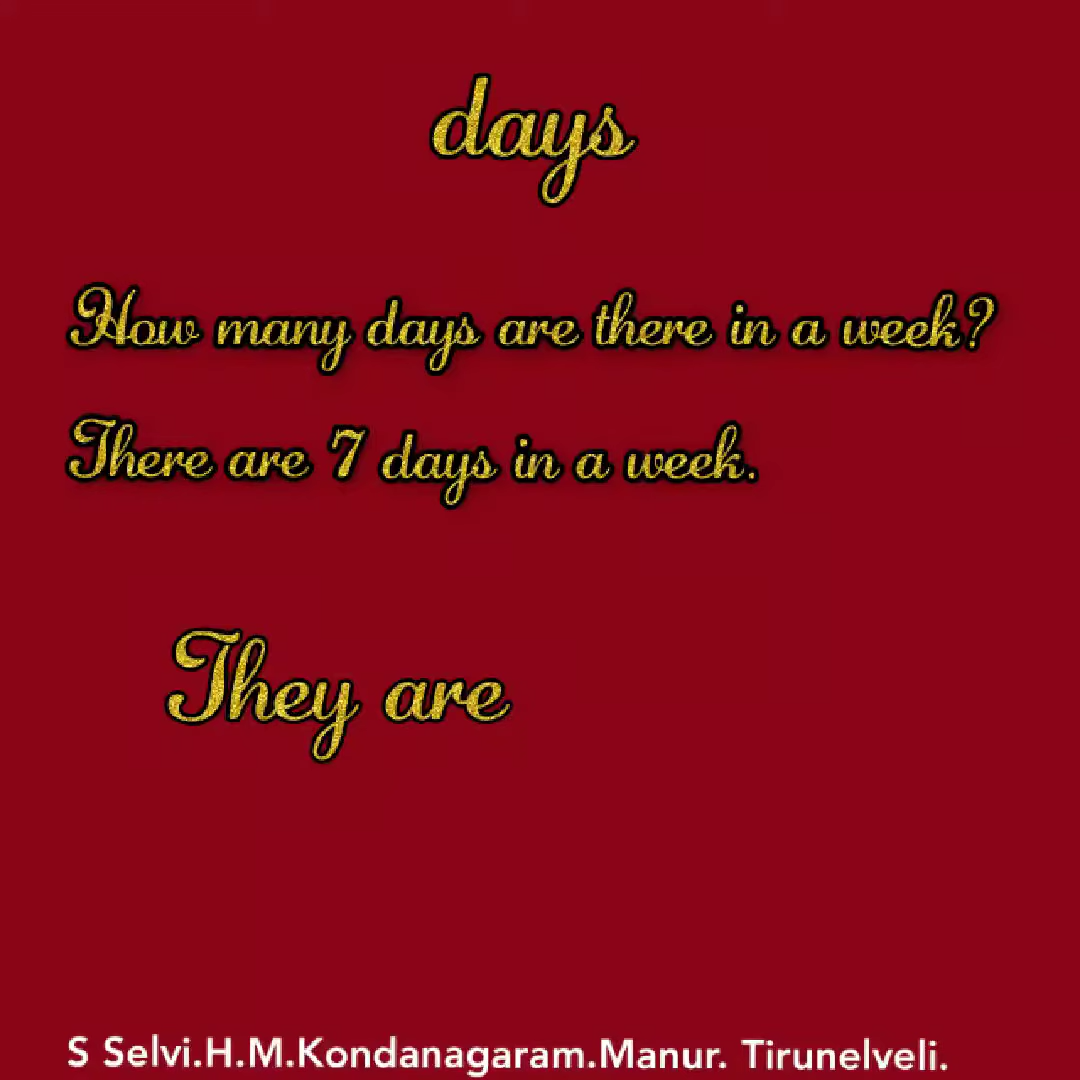 days
How many days are there in a week?
There are 7 days in a week.
They are
S Selvi.H.M.Kondanagaram.Manur. Tirunelveli.